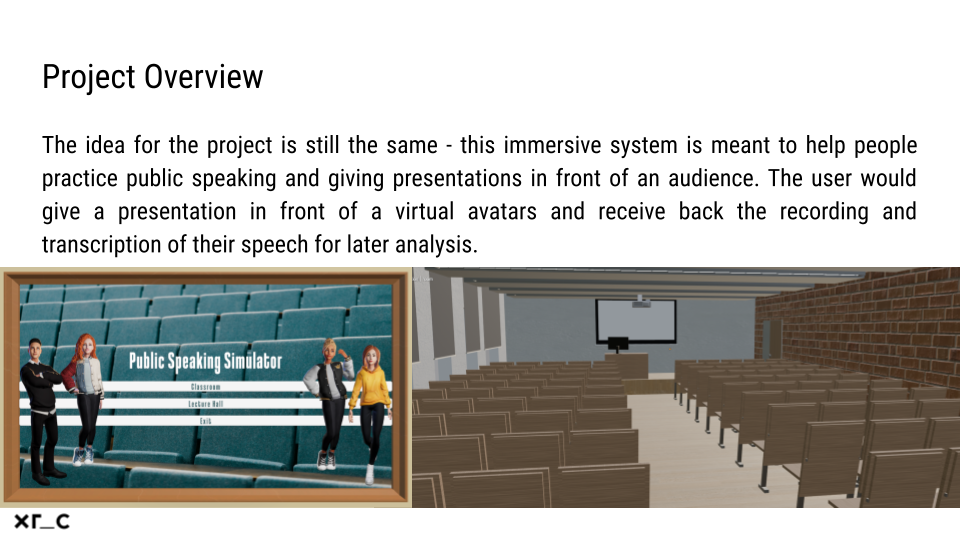 Project Overview
The idea for the project is still the same - this immersive system is meant to help people
practice public speaking and giving presentations in front of an audience. The user would
give a presentation in front of a virtual avatars and receive back the recording and
transcription of their speech for later analysis.
Public Speaking Simulator
Classroom
Lecture Hall
Exit
xr_c